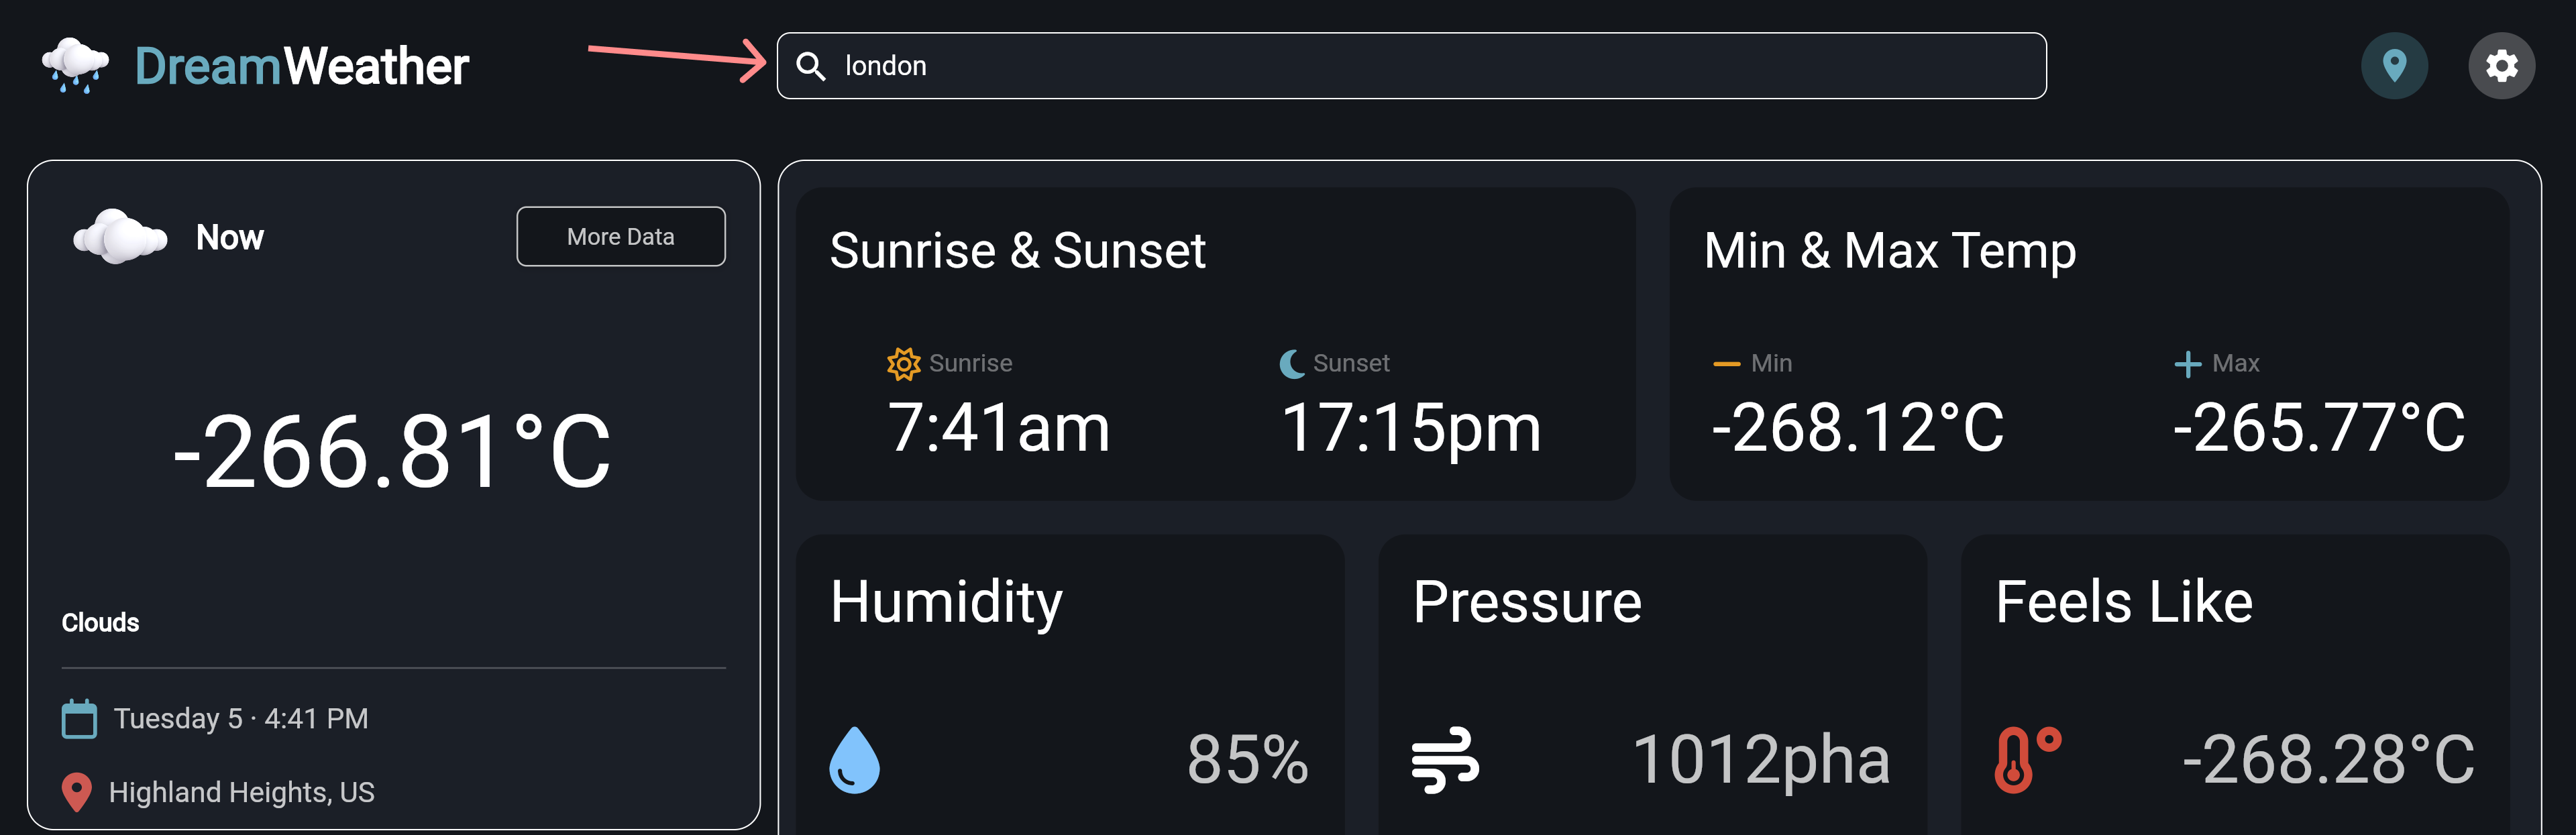 DreamWeather
london
Now
More Data
-266.81°C
Clouds
Tuesday 5 · 4:41 PM
Highland Heights, US
Sunrise & Sunset
Sunrise
7:41am
Sunset
17:15pm
Min & Max Temp
Min
-268.12°C
Max
-265.77°C
Humidity
85%
Pressure
1012pha
Feels Like
-268.28°C